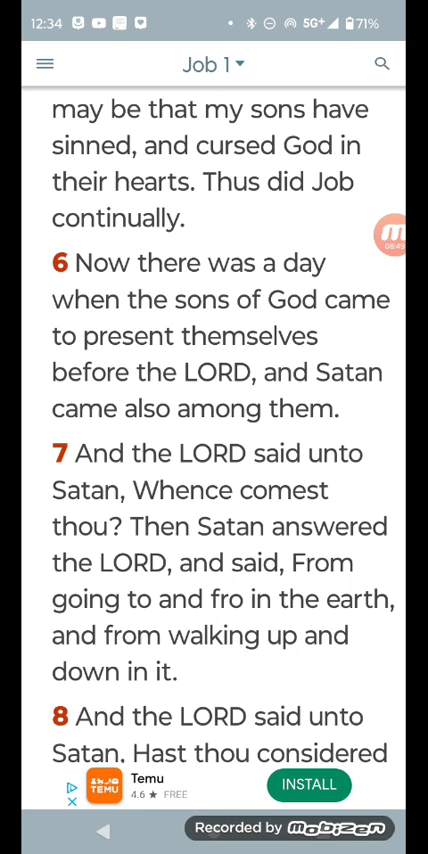 12:34 5G+ 71%
Job 1
may be that my sons have
sinned, and cursed God in
their hearts. Thus did Job
continually.
08:49
6 Now there was a day
when the sons of God came
to present themselves
before the LORD, and Satan
came also among them.
7 And the LORD said unto
Satan, Whence comest
thou? Then Satan answered
the LORD, and said, From
going to and fro in the earth,
and from walking up and
down in it.
8 And the LORD said unto
Satan, Hast thou considered
TEMU
Temu
4.6 ★ FREE
INSTALL
Recorded by mobizen